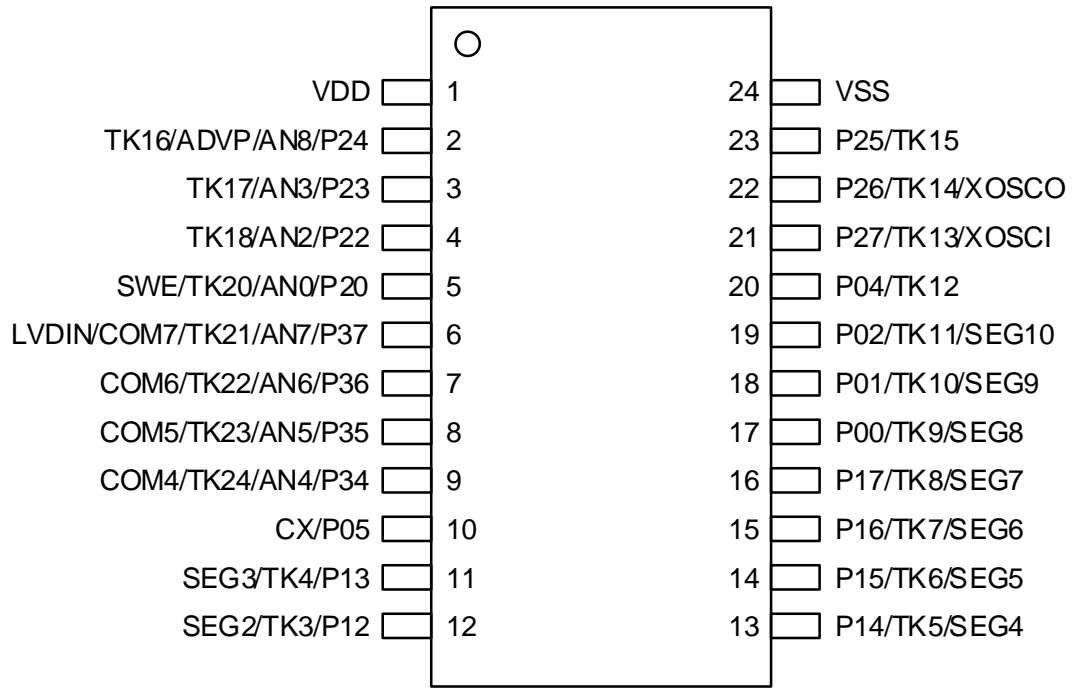 VDD 1 24 VSS
TK16/ADVP/AN8/P24 2 23 P25/TK15
TK17/AN3/P23 3 22 P26/TK14/XOSCO
TK18/AN2/P22 4 21 P27/TK13/XOSCI
SWE/TK20/AN0/P20 5 20 P04/TK12
LVDIN/COM7/TK21/AN7/P37 6 19 P02/TK11/SEG10
COM6/TK22/AN6/P36 7 18 P01/TK10/SEG9
COM5/TK23/AN5/P35 8 17 P00/TK9/SEG8
COM4/TK24/AN4/P34 9 16 P17/TK8/SEG7
CX/P05 10 15 P16/TK7/SEG6
SEG3/TK4/P13 11 14 P15/TK6/SEG5
SEG2/TK3/P12 12 13 P14/TK5/SEG4